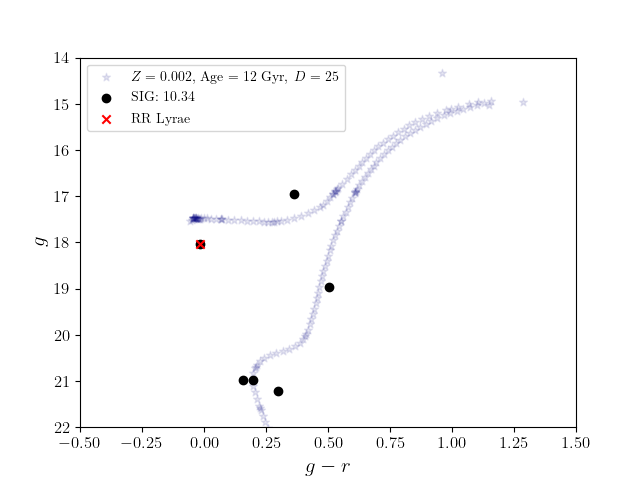 14
15
16
17
18
19
20
21
22
g
Z = 0.002, Age = 12 Gyr, D = 25
SIG: 10.34
RR Lyrae
−0.50 −0.25 0.00 0.25 0.50 0.75 1.00 1.25 1.50
g − r